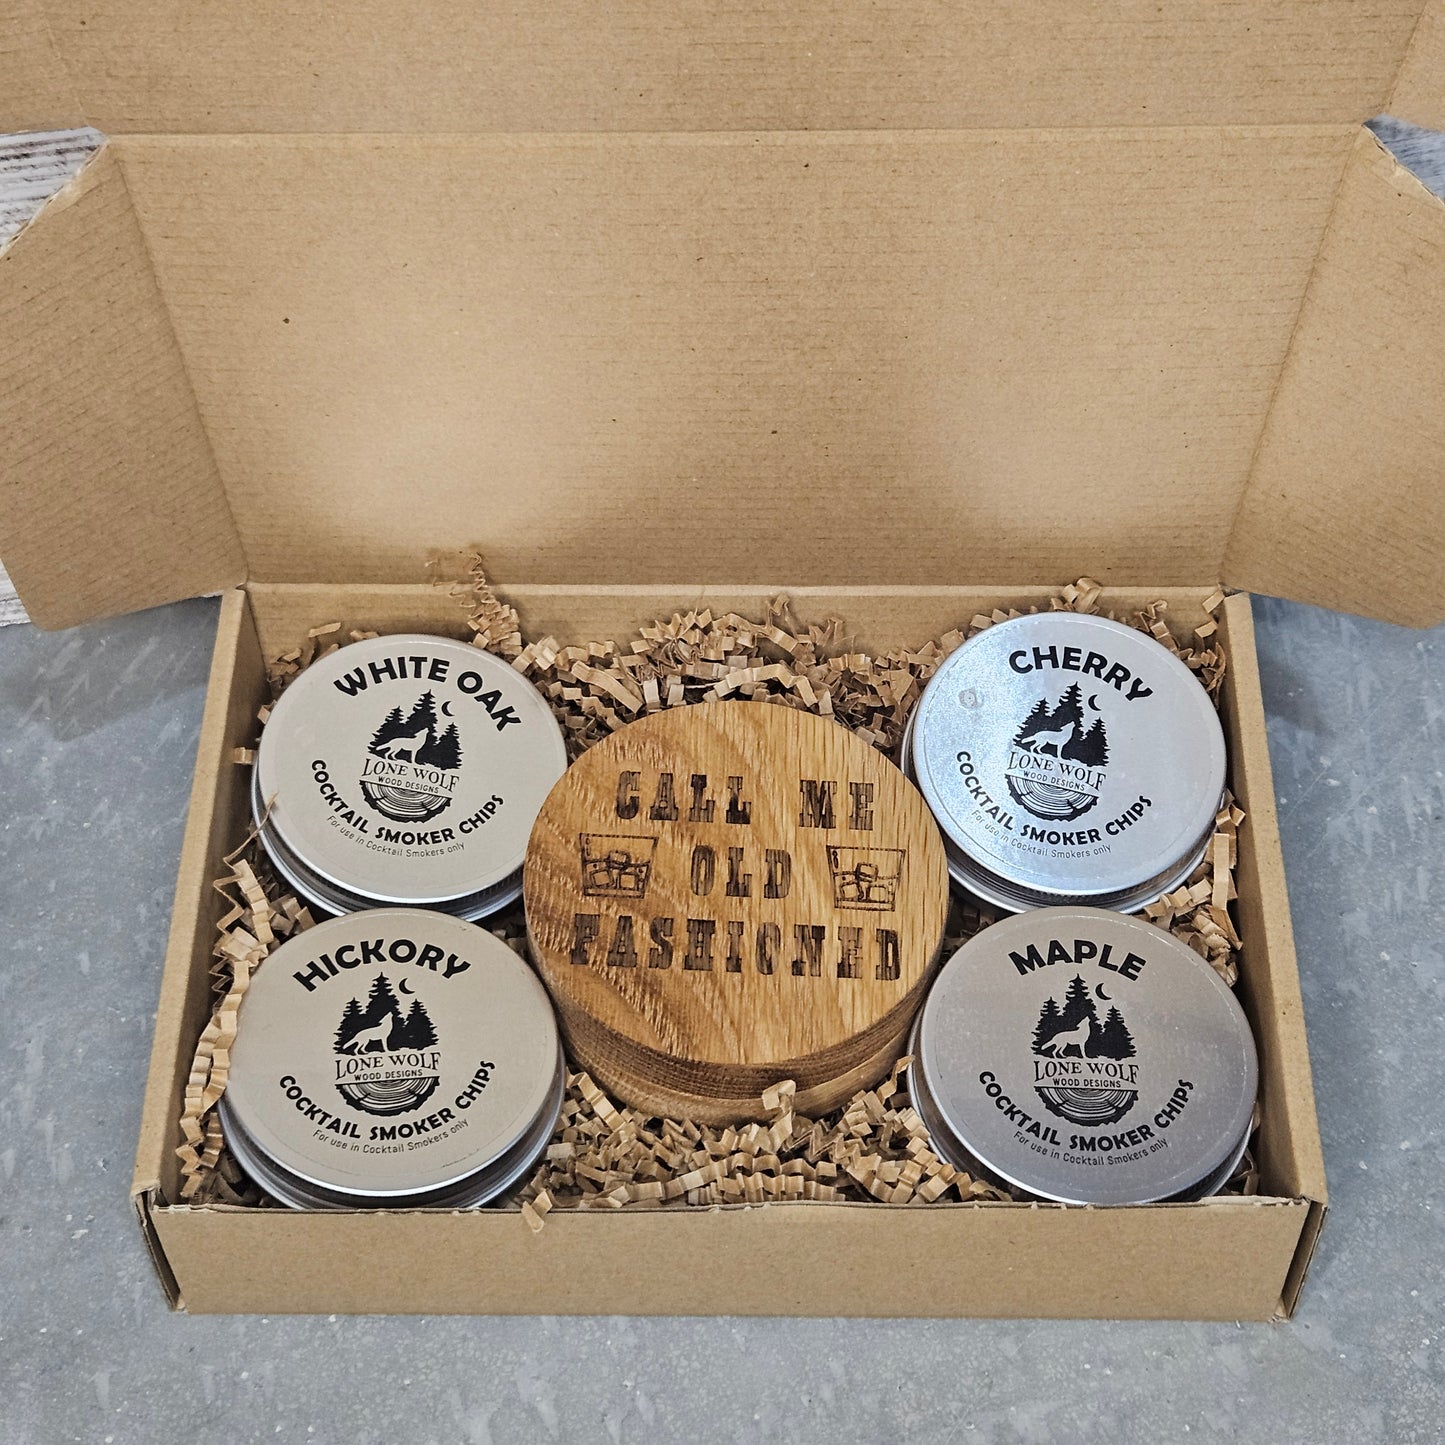 WHITE OAK
LONE WOLF
WOOD DESIGNS
COCKTAIL SMOKER CHIPS
For use in Cocktail Smokers only
CHERRY
LONE WOLF
WOOD DESIGNS
COCKTAIL SMOKER CHIPS
For use in Cocktail Smokers only
CALL ME
OLD
FASHIONED
HICKORY
LONE WOLF
WOOD DESIGNS
COCKTAIL SMOKER CHIPS
For use in Cocktail Smokers only
MAPLE
LONE WOLF
WOOD DESIGNS
COCKTAIL SMOKER CHIPS
For use in Cocktail Smokers only